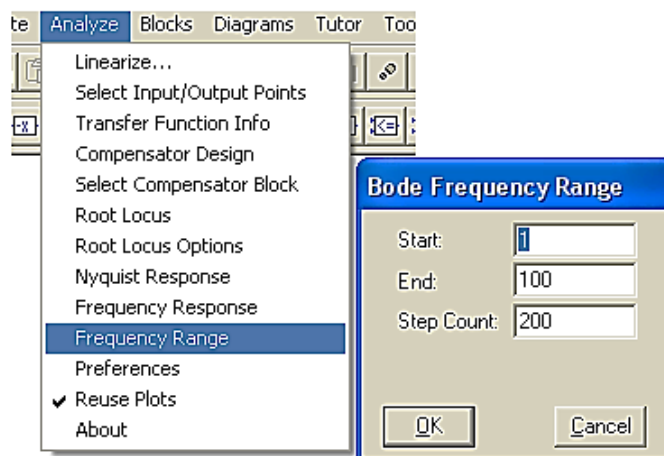 te Analyze Blocks Diagrams Tutor Too
Linearize...
Select Input/Output Points
Transfer Function Info
Compensator Design
Select Compensator Block
Root Locus
Root Locus Options
Nyquist Response
Frequency Response
Frequency Range
Preferences
Reuse Plots
About
-x
<=
Bode Frequency Range
Start: 1
End: 100
Step Count: 200
OK Cancel